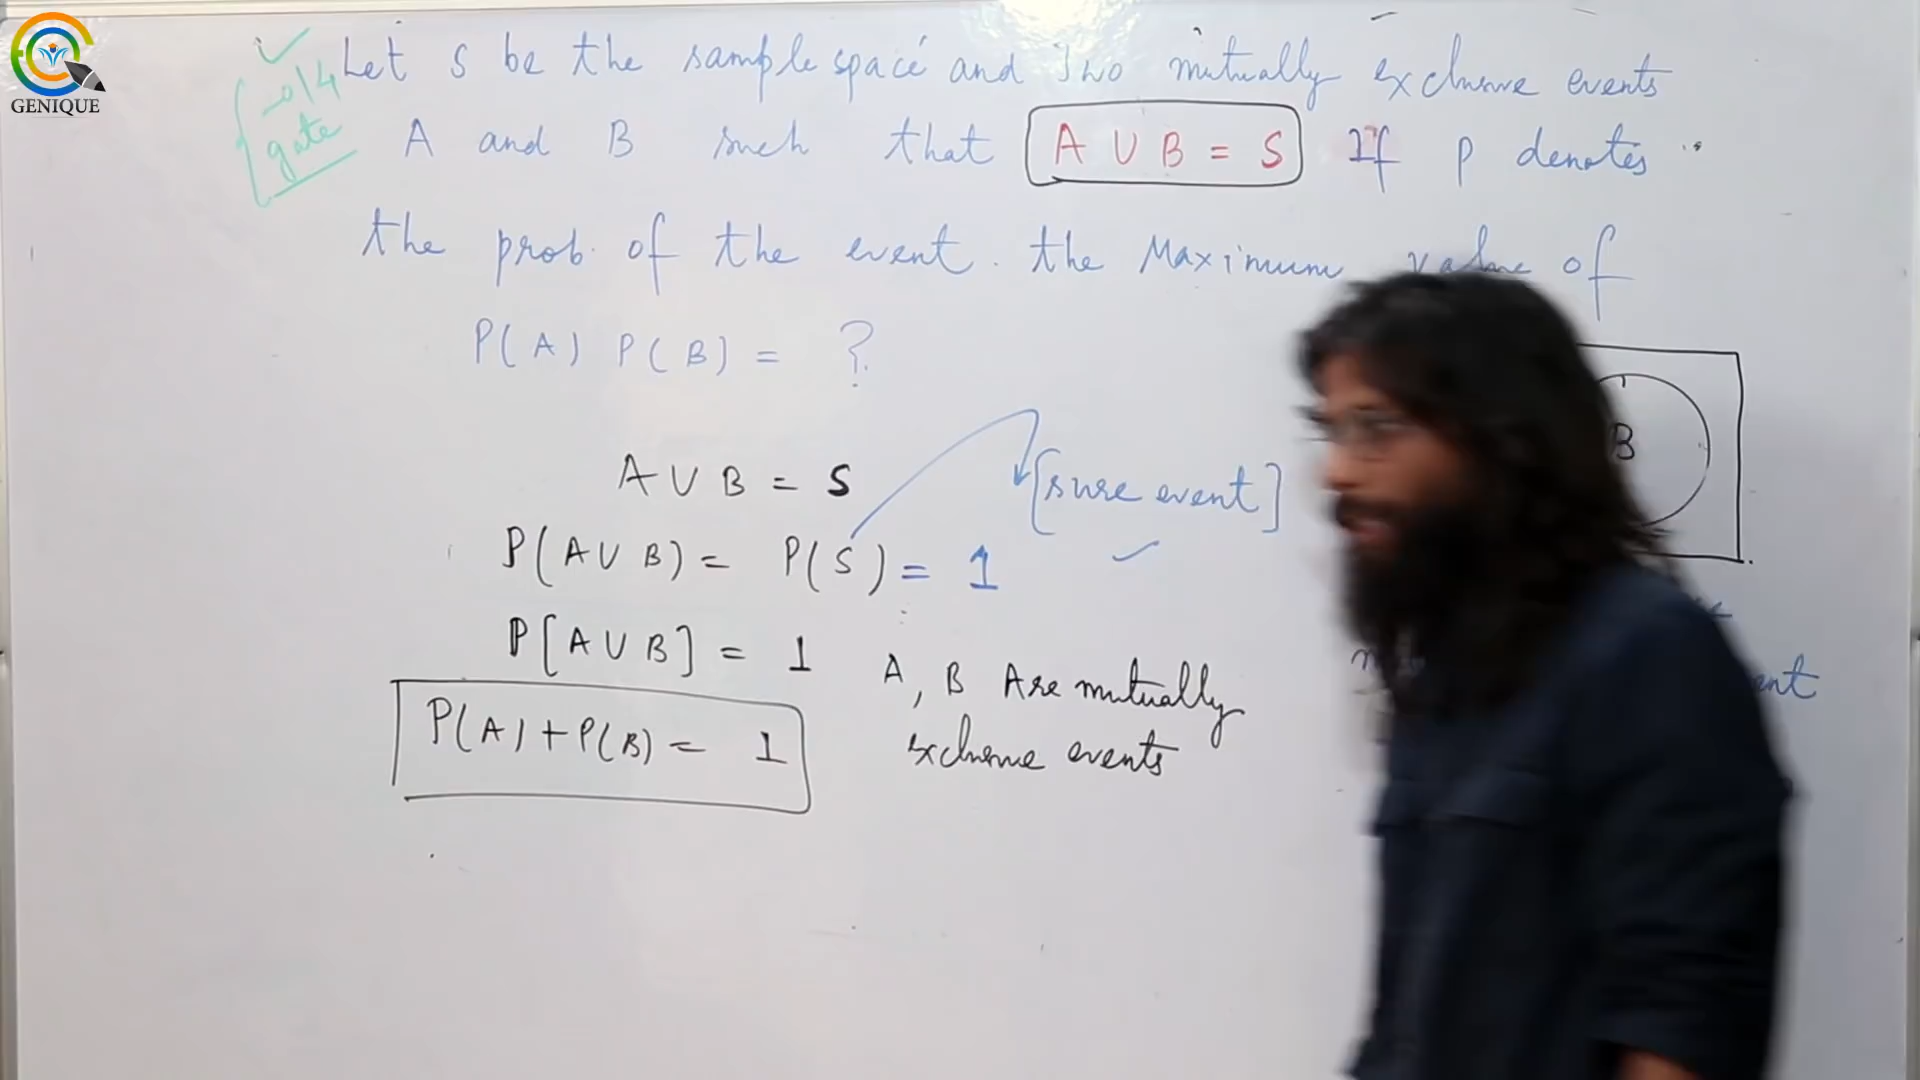 GENIQUE
2014
gate
Let S be the sample space and two mutually exclusive events
A and B such that A U B = S If P denotes
the prob. of the event. the Maximum value of
P(A) P(B) = ?
A U B = S
[sure event]
P(A U B) = P(S) = 1
P[A U B] = 1
P(A) + P(B) = 1
A, B Are mutually
exclusive events
B